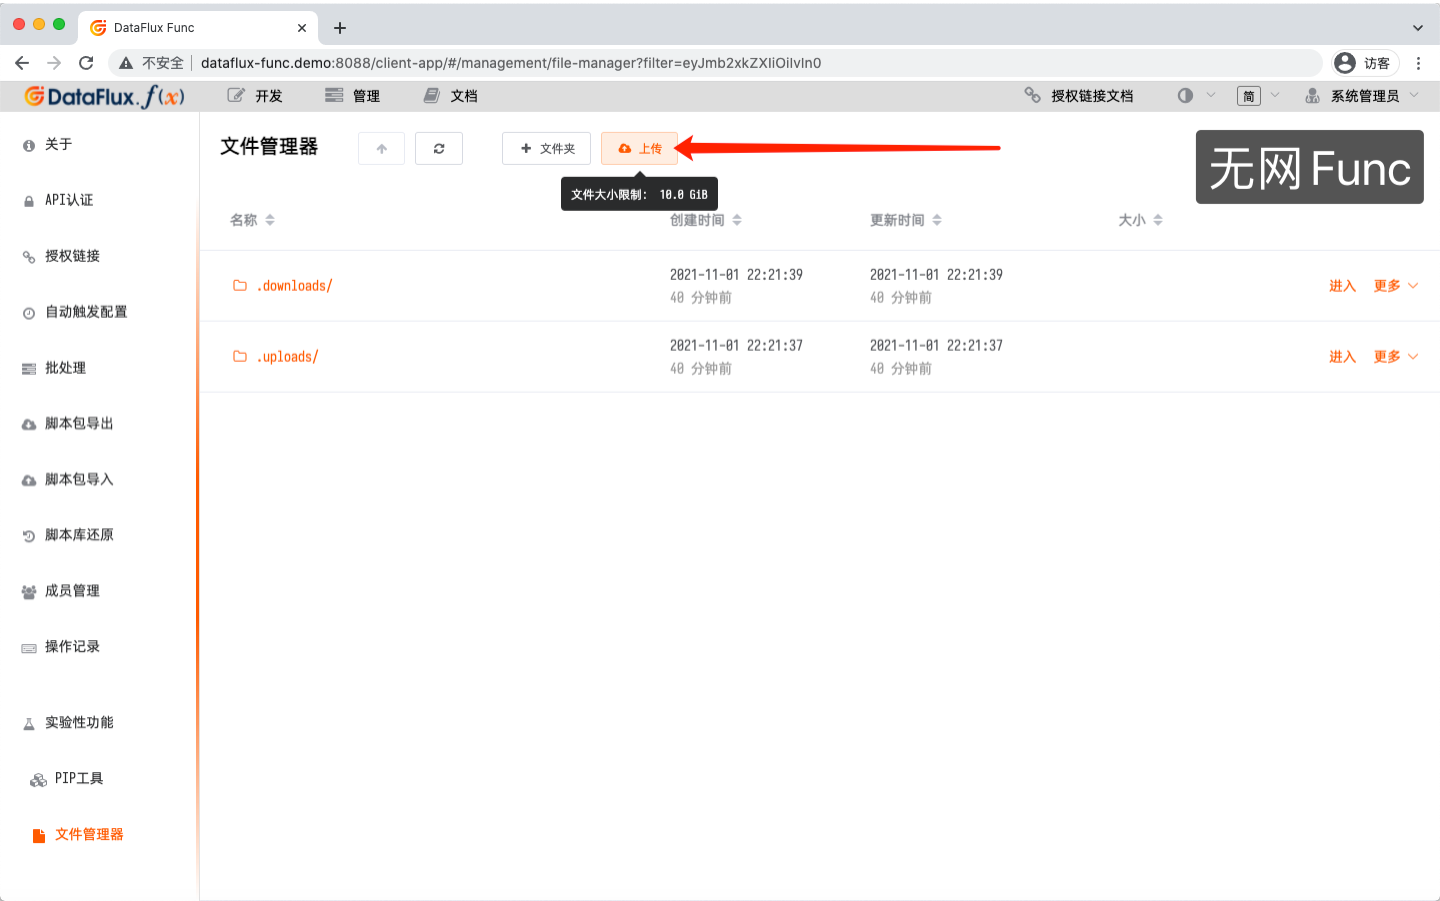 DataFlux Func
不安全 dataflux-func.demo:8088/client-app/#/management/file-manager?filter=eyJmb2xkZXIiOiIvIn0 访客
DataFlux.f(x) 开发 管理 文档 授权链接文档 简 系统管理员
关于
API认证
授权链接
自动触发配置
批处理
脚本包导出
脚本包导入
脚本库还原
成员管理
操作记录
实验性功能
PIP工具
文件管理器
文件管理器 文件夹 上传
无网 Func
文件大小限制： 10.0 GiB
名称 创建时间 更新时间 大小
.downloads/ 2021-11-01 22:21:39 2021-11-01 22:21:39 进入 更多
40 分钟前 40 分钟前
.uploads/ 2021-11-01 22:21:37 2021-11-01 22:21:37 进入 更多
40 分钟前 40 分钟前